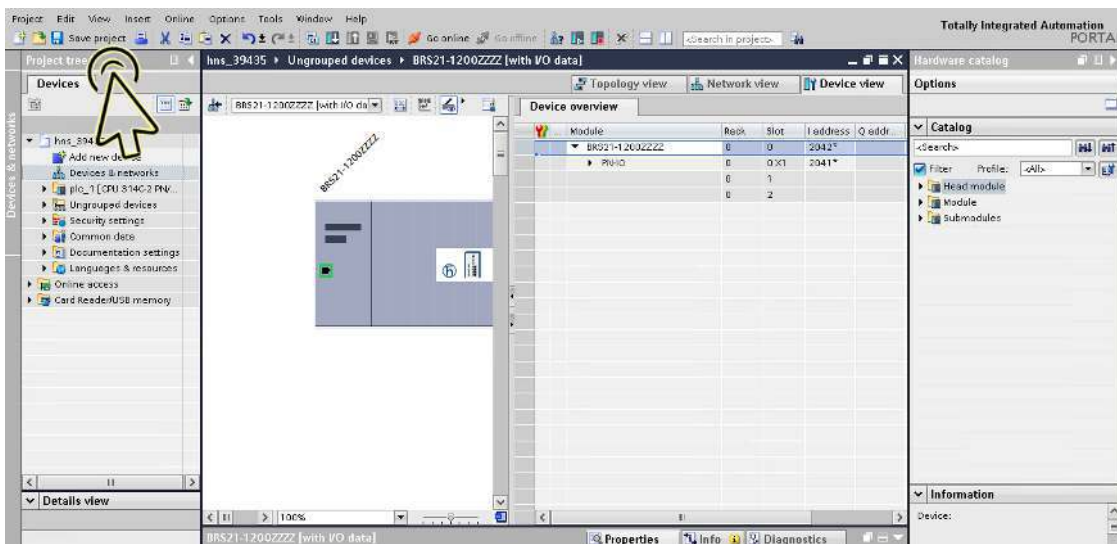 Project Edit View Insert Online Options Tools Window Help
Totally Integrated Automation
PORTA
Save project
Go online
Go offline
<Search in project>
Project tree
hns_39435 ▸ Ungrouped devices ▸ BRS21-1200ZZZZ [with I/O data]
Hardware catalog
Devices
Topology view
Network view
Device view
Options
BRS21-1200ZZZZ [with I/O da
Device overview
Devices & networks
Module Rack Slot I address Q addr
Catalog
BRS21-1200ZZZZ 0 0 2042*
PN-IO 0 0 X1 2041*
0 1
0 2
<Search>
Filter Profile: <All>
Head module
Module
Submodules
Add new
Devices & networks
plc_1 [CPU 314C-2 PN/...
Ungrouped devices
Security settings
Common data
Documentation settings
Languages & resources
Online access
Card Reader/USB memory
BRS21-1200ZZZZ
Details view
100%
Information
Device:
BRS21-1200ZZZZ [with I/O data]
Properties
Info
Diagnostics